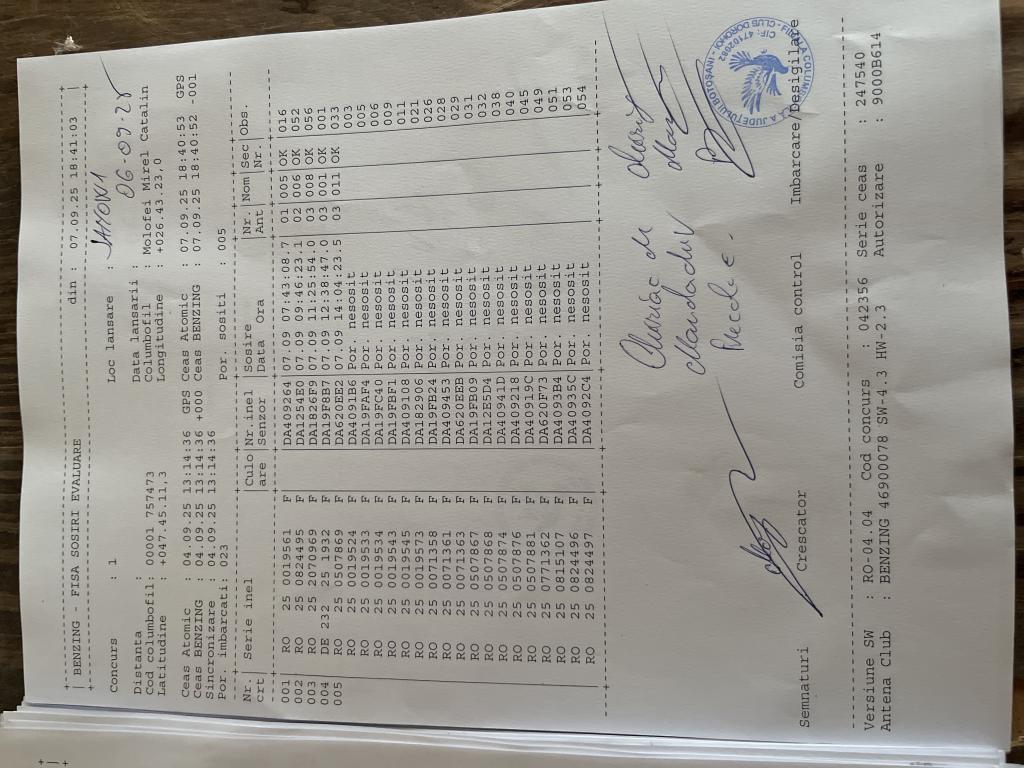 BENZING - FISA SOSIRI EVALUARE din : 07.09.25 18:41:03
Concurs : 1 Loc lansare :
Distanta : Data lansarii : 06-09-25
Cod columbofil: 00001 757473 Columbofil : Molofei Mirel Catalin
Latitudine : +047.45.11,3 Longitudine : +026.43.23,0
Ceas Atomic : 04.09.25 13:14:36 GPS Ceas Atomic : 07.09.25 18:40:53 GPS
Ceas BENZING : 04.09.25 13:14:36 +000 Ceas BENZING : 07.09.25 18:40:52 -001
Sincronizare : 04.09.25 13:14:36
Por. imbarcati: 023 Por. sositi : 005
Nr. Serie inel Culo Nr.inel Sosire Nr. Nom Sec Obs.
crt are Senzor Data Ora Ant Nr.
001 RO 25 0019561 F DA409264 07.09 07:43:08.7 01 005 OK 016
002 RO 25 0824495 F DA1254E0 07.09 09:46:23.1 02 006 OK 052
003 RO 25 2070969 F DA1826F9 07.09 11:25:54.0 03 008 OK 056
004 DE 232 25 1932 F DA19F8B7 07.09 12:38:47.0 03 001 OK 001
005 RO 25 0507869 F DA620EE2 07.09 14:04:23.5 03 011 OK 033
RO 25 0019524 F DA4091B6 Por. nesosit 003
RO 25 0019533 F DA19FAF4 Por. nesosit 005
RO 25 0019534 F DA19FC40 Por. nesosit 006
RO 25 0019543 F DA19FBF1 Por. nesosit 009
RO 25 0019545 F DA409108 Por. nesosit 011
RO 25 0019573 F DA182906 Por. nesosit 021
RO 25 0071358 F DA19FB24 Por. nesosit 026
RO 25 0071361 F DA409453 Por. nesosit 028
RO 25 0071363 F DA620EEB Por. nesosit 029
RO 25 0507867 F DA19FB09 Por. nesosit 031
RO 25 0507868 F DA12E5D4 Por. nesosit 032
RO 25 0507874 F DA40941D Por. nesosit 038
RO 25 0507876 F DA409218 Por. nesosit 040
RO 25 0507881 F DA40919C Por. nesosit 045
RO 25 0771362 F DA620F73 Por. nesosit 049
RO 25 0815107 F DA4093B4 Por. nesosit 051
RO 25 0824496 F DA40935C Por. nesosit 053
RO 25 0824497 F DA4092C4 Por. nesosit 054
Semnaturi Crescator Comisia control Imbarcare/Desigilare
CIF: 47102082
CLUB DOROHOI
Versiune SW : RO-04.04 Cod concurs : 042356 Serie ceas : 247540
Antena Club : BENZING 46900078 SW-4.3 HW-2.3 Autorizare : 9000B614